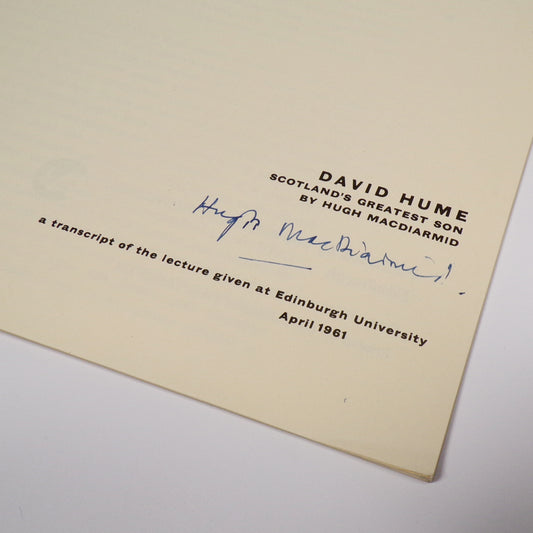 DAVID HUME
SCOTLAND'S GREATEST SON
BY HUGH MACDIARMID
Hugh MacDiarmid.
a transcript of the lecture given at Edinburgh University
April 1961